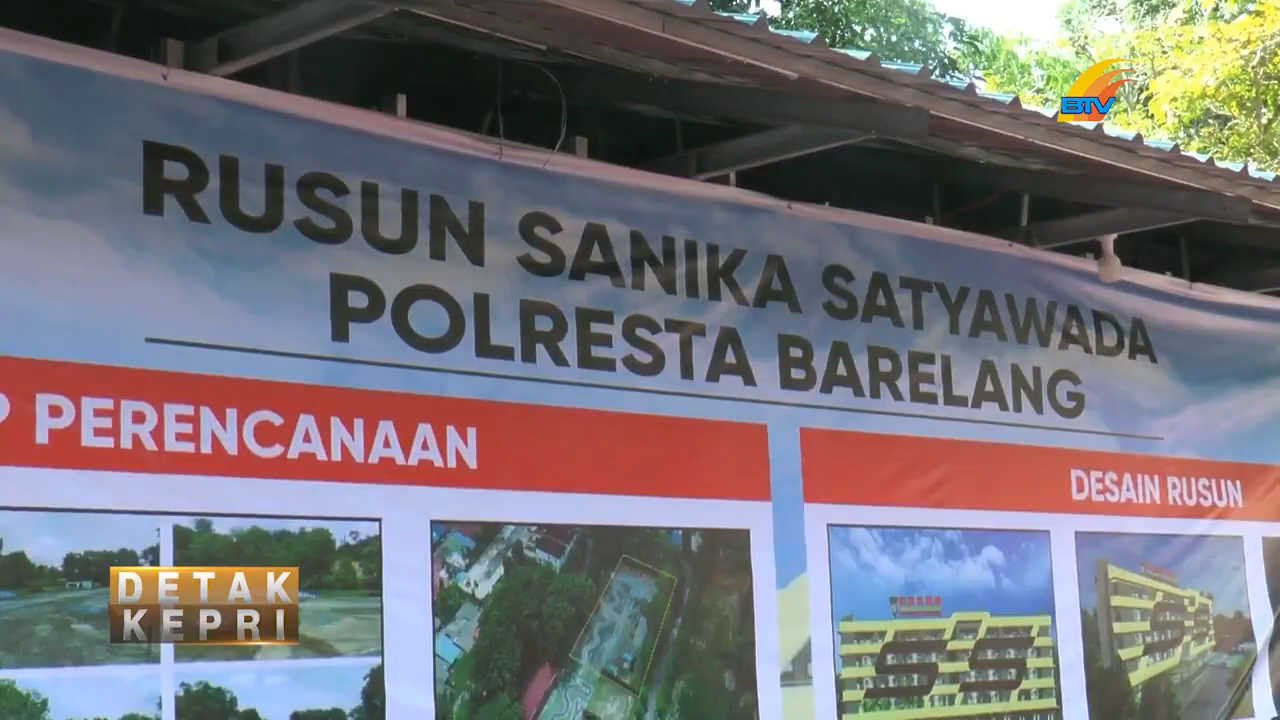 BTV
RUSUN SANIKA SATYAWADA
POLRESTA BARELANG
PERENCANAAN
DESAIN RUSUN
DETAK
KEPRI